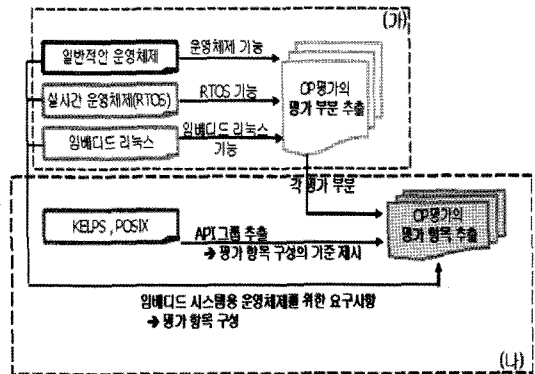 (가)
일반적안 운영체제
운영체제 기능
실시간 운영체제(RTOS)
RTOS 기능
임베디드 리눅스
임베디드 리눅스
기능
OP평가의
평가 부분 추출
각 평가 부분
KELPS , POSIX
API그룹 추출
→ 평가 항목 구성의 기준 제시
OP평가의
평가 항목 추출
임베디드 시스템용 운영체제를 위한 요구사항
→ 평가 항목 구성
(나)